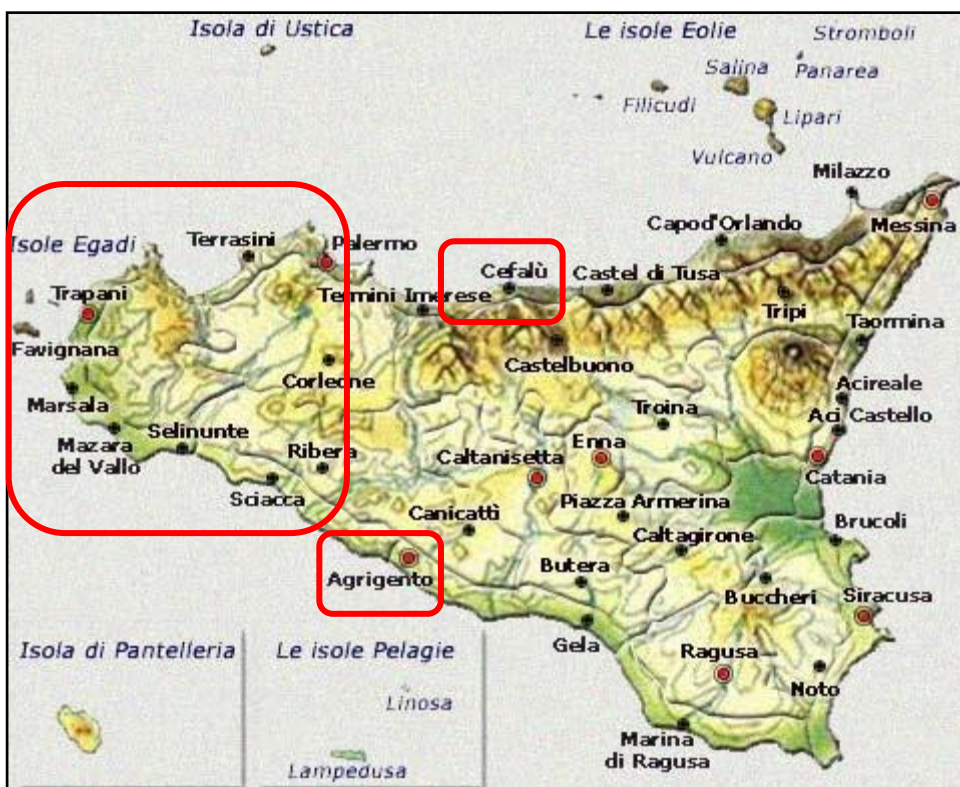 Isola di Ustica
Le isole Eolie
Stromboli
Salina
Panarea
Filicudi
Lipari
Vulcano
Milazzo
Messina
Capo d'Orlando
Isole Egadi
Terrasini
Palermo
Cefalù
Castel di Tusa
Trapani
Termini Imerese
Tripi
Taormina
Favignana
Castelbuono
Corleone
Acireale
Marsala
Troina
Aci Castello
Selinunte
Mazara
del Vallo
Ribera
Enna
Caltanisetta
Catania
Sciacca
Piazza Armerina
Canicattì
Brucoli
Caltagirone
Agrigento
Butera
Buccheri
Siracusa
Gela
Isola di Pantelleria
Le isole Pelagie
Ragusa
Noto
Linosa
Marina
di Ragusa
Lampedusa